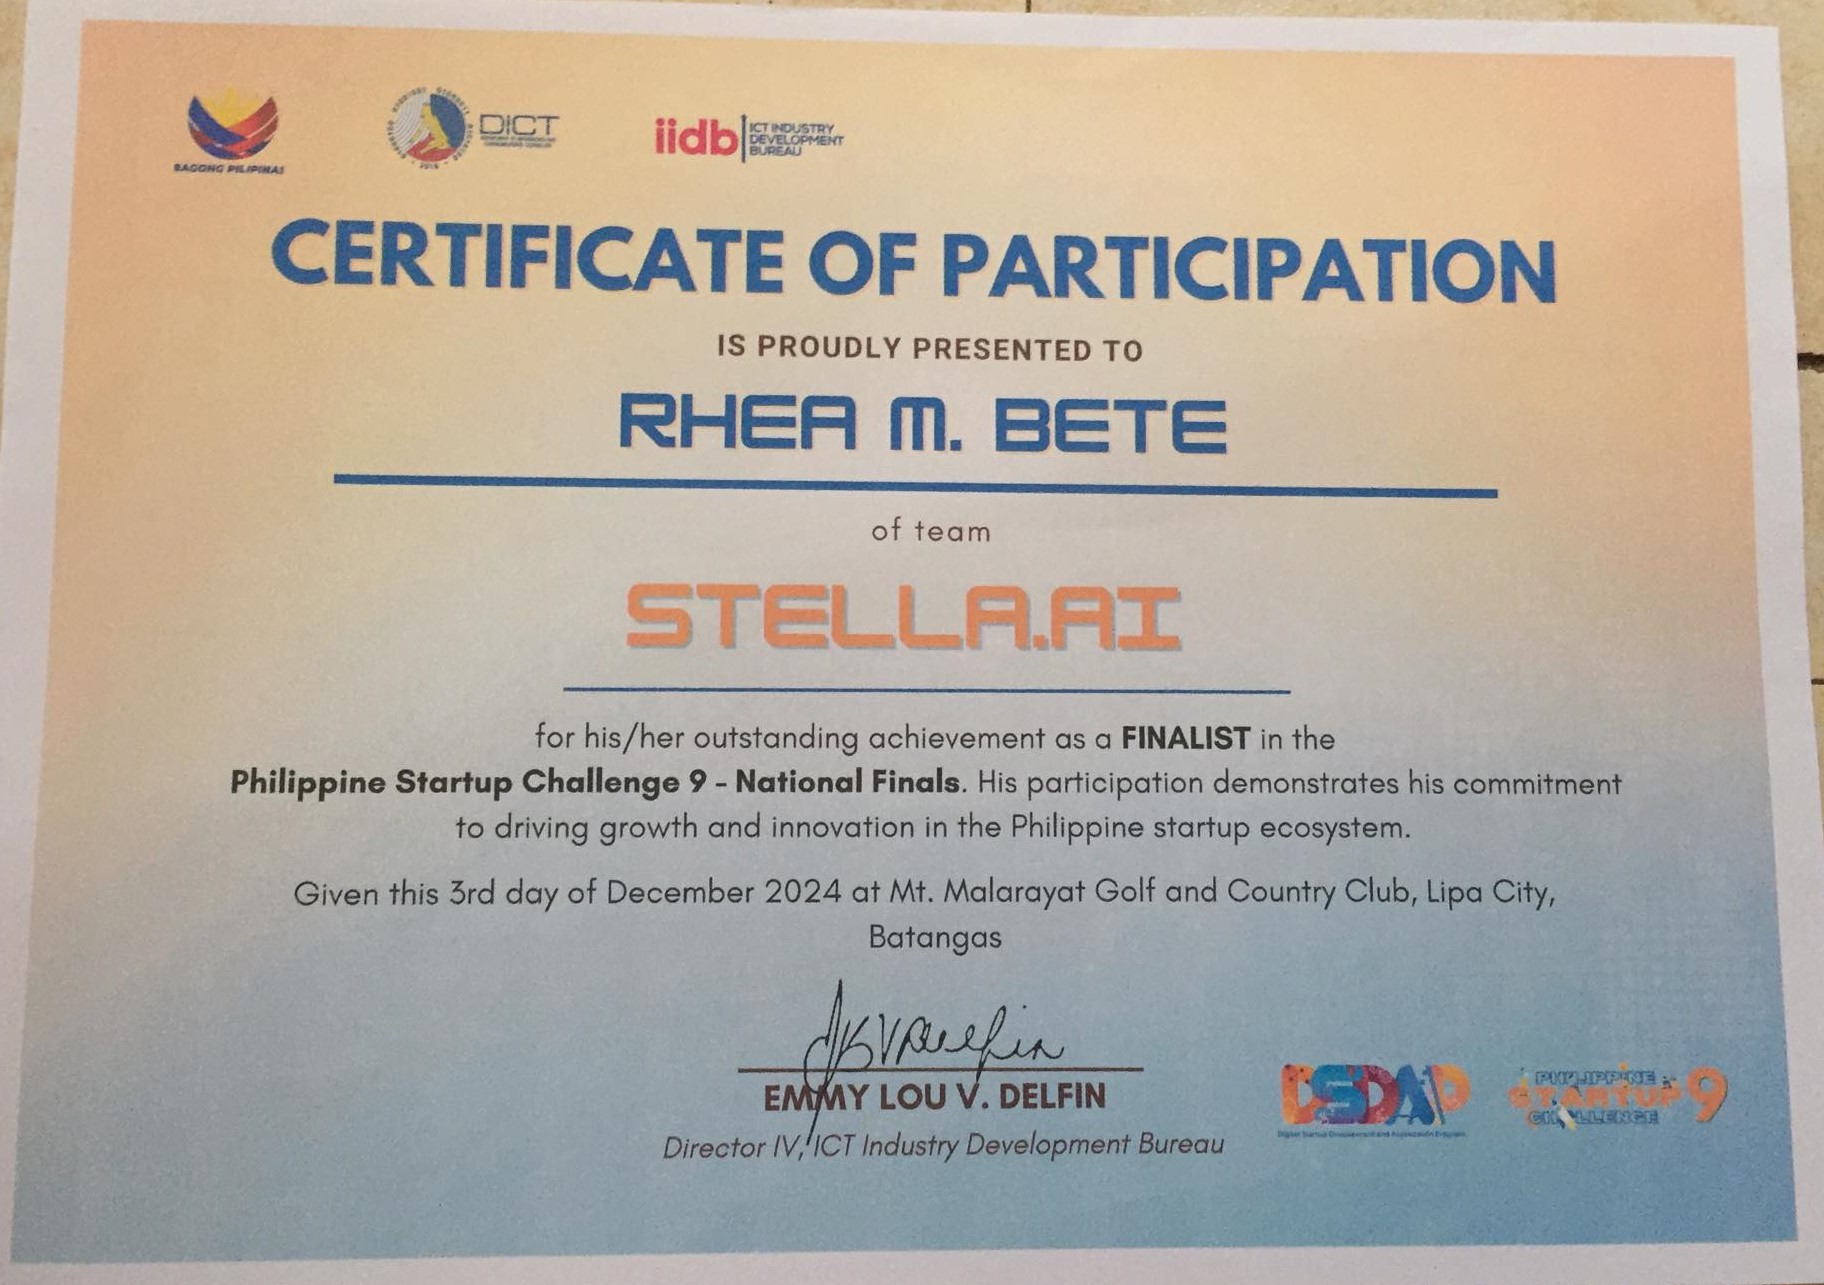 BAGONG PILIPINAS
DICT
iidb
ICT INDUSTRY
DEVELOPMENT
BUREAU
CERTIFICATE OF PARTICIPATION
IS PROUDLY PRESENTED TO
RHEA M. BETE
of team
STELLA.AI
for his/her outstanding achievement as a FINALIST in the
Philippine Startup Challenge 9 - National Finals. His participation demonstrates his commitment
to driving growth and innovation in the Philippine startup ecosystem.
Given this 3rd day of December 2024 at Mt. Malarayat Golf and Country Club, Lipa City,
Batangas
EMMY LOU V. DELFIN
Director IV, ICT Industry Development Bureau
DSDAP
PHILIPPINE
STARTUP
CHALLENGE
9